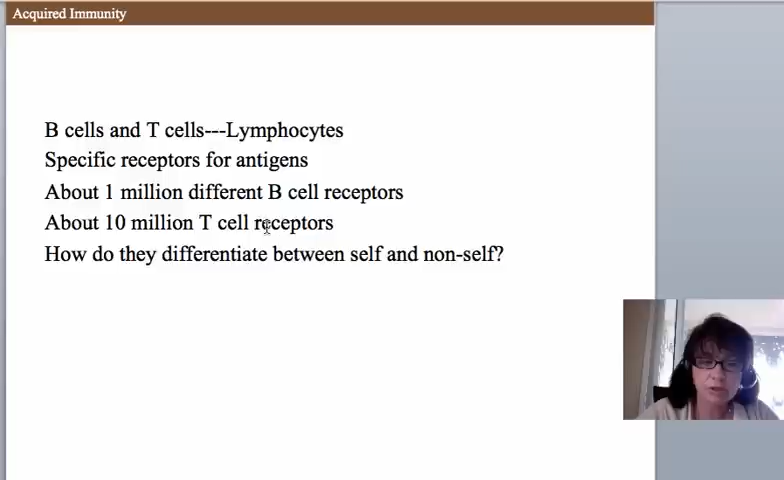 Acquired Immunity
B cells and T cells---Lymphocytes
Specific receptors for antigens
About 1 million different B cell receptors
About 10 million T cell receptors
How do they differentiate between self and non-self?